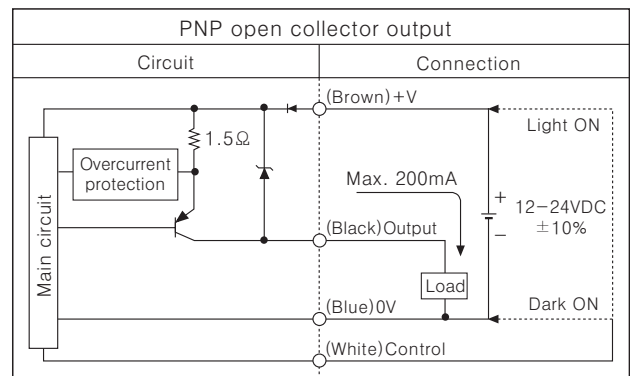 PNP open collector output
Circuit
Connection
(Brown)+V
Light ON
1.5Ω
Overcurrent
protection
Max. 200mA
+
12-24VDC
±10%
−
Main circuit
(Black)Output
Load
(Blue)0V
Dark ON
(White)Control